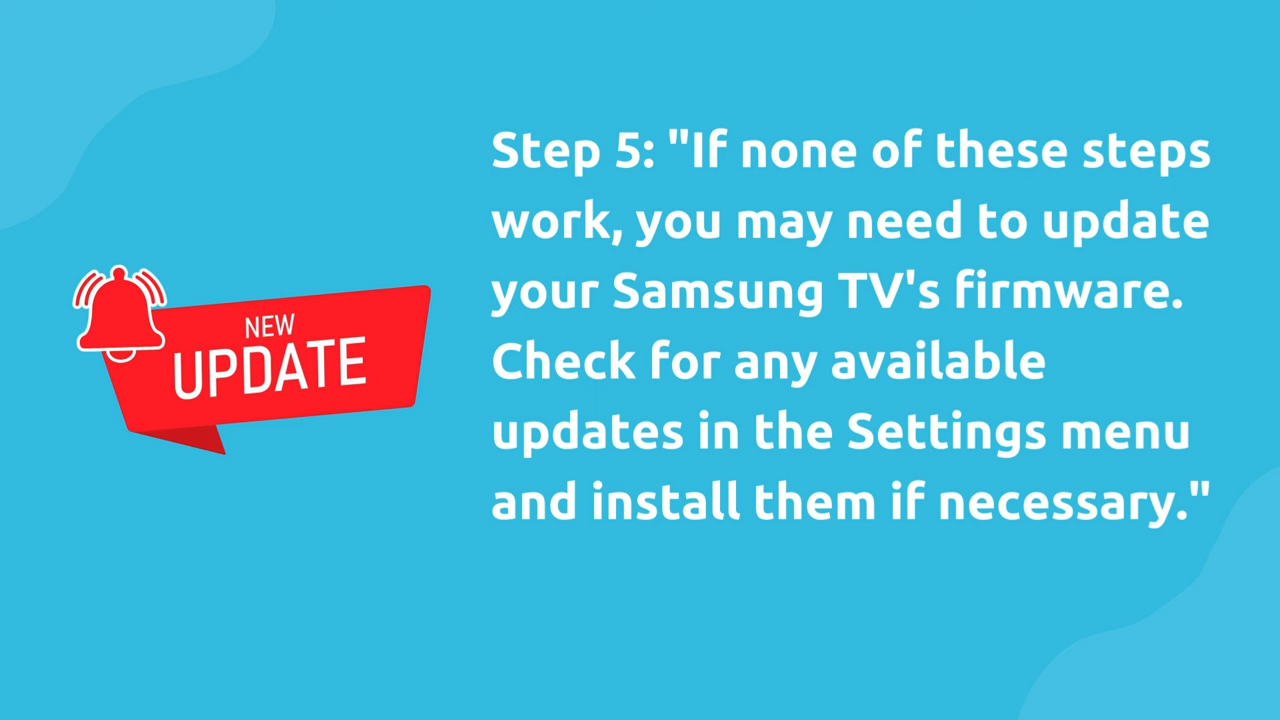 NEW
UPDATE
Step 5: "If none of these steps
work, you may need to update
your Samsung TV's firmware.
Check for any available
updates in the Settings menu
and install them if necessary."